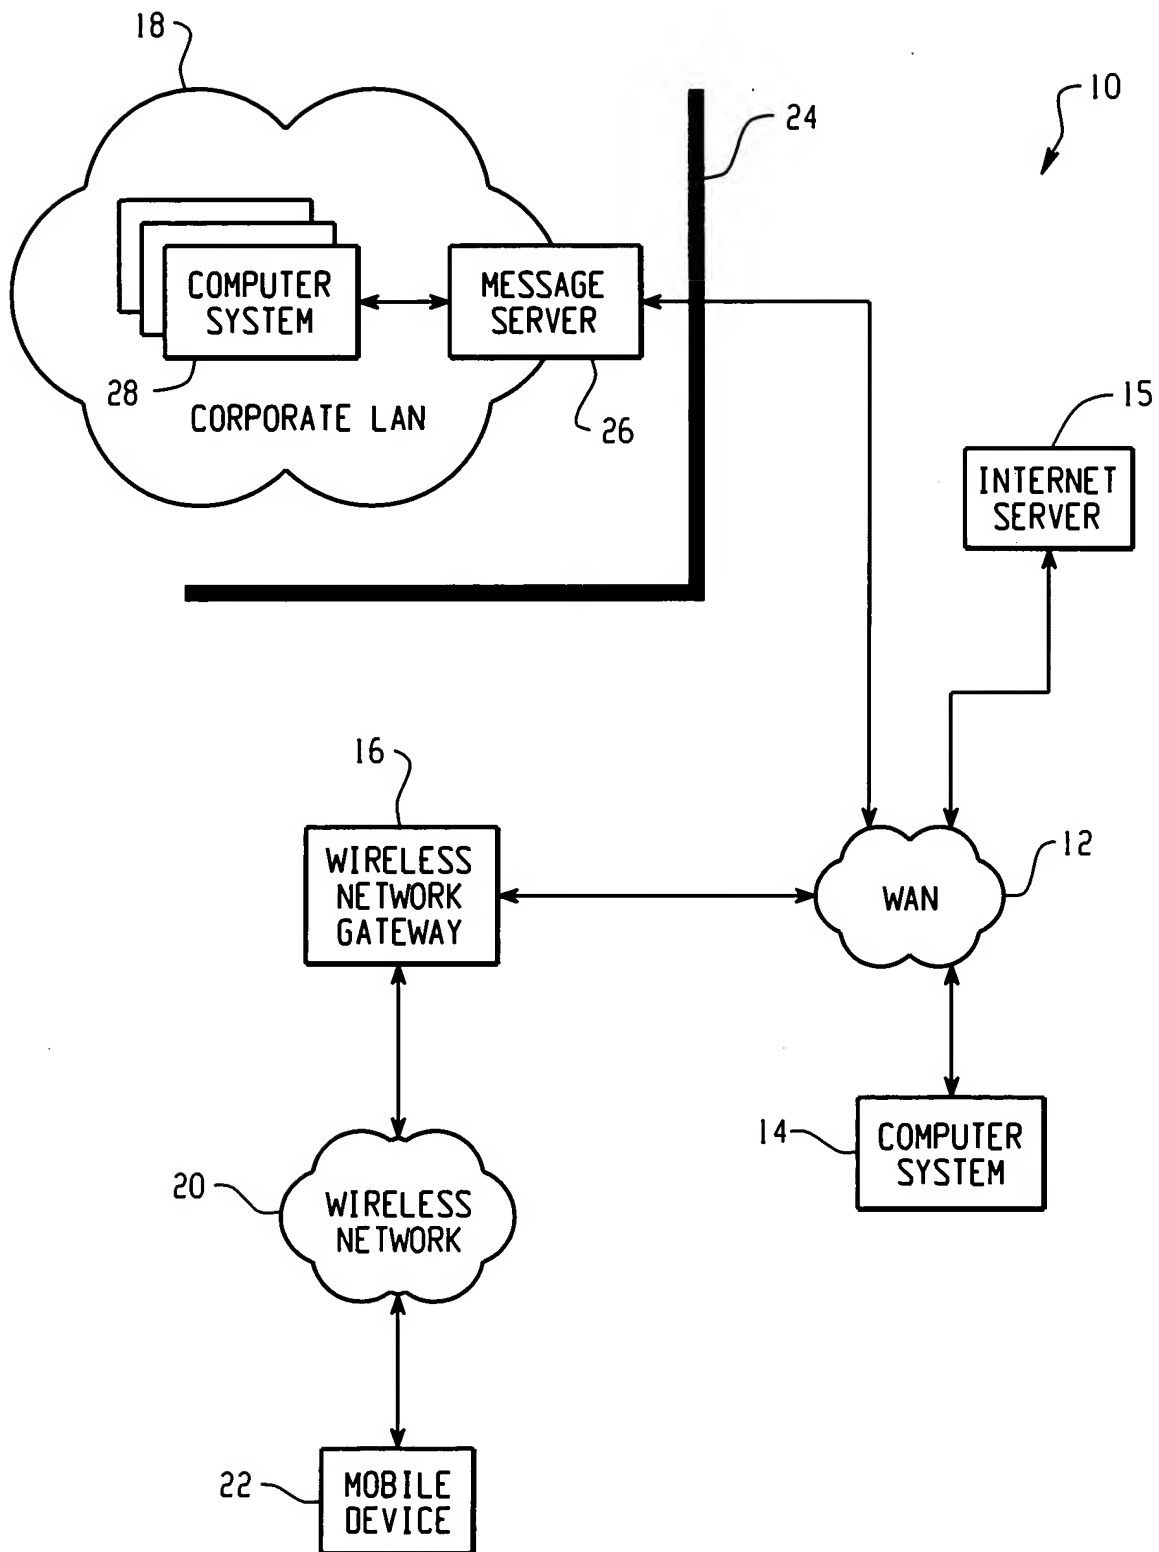 18
10
24
COMPUTER
SYSTEM
MESSAGE
SERVER
28
26
CORPORATE LAN
15
INTERNET
SERVER
16
WIRELESS
NETWORK
GATEWAY
12
WAN
14
COMPUTER
SYSTEM
20
WIRELESS
NETWORK
22
MOBILE
DEVICE